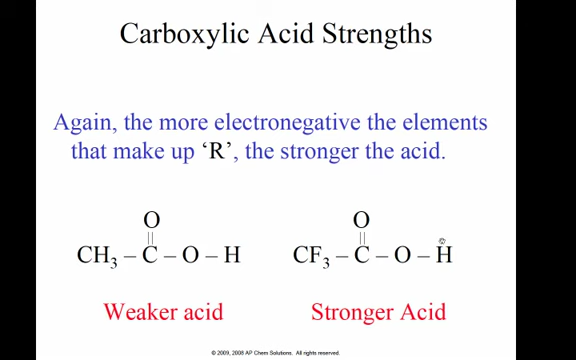 Carboxylic Acid Strengths
Again, the more electronegative the elements
that make up ‘R’, the stronger the acid.
O O
|| ||
CH₃ – C – O – H CF₃ – C – O – H
Weaker acid Stronger Acid
© 2009, 2008 AP Chem Solutions. All rights reserved.